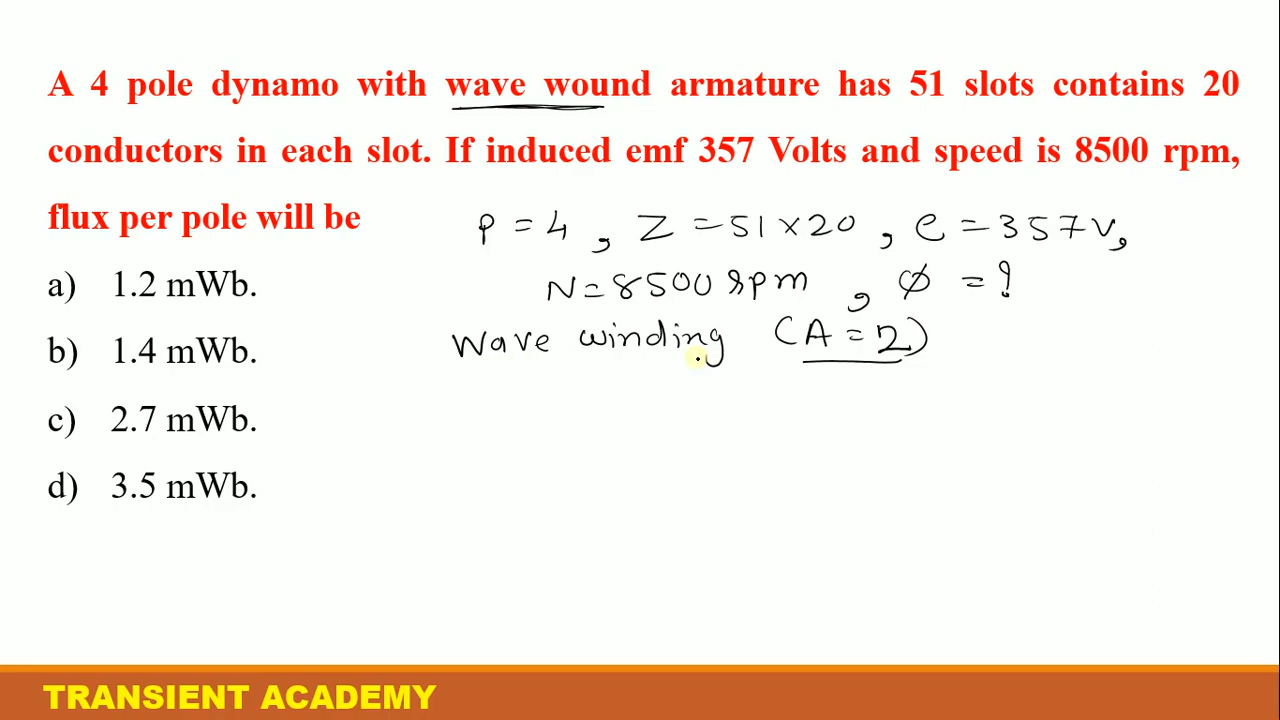 A 4 pole dynamo with wave wound armature has 51 slots contains 20
conductors in each slot. If induced emf 357 Volts and speed is 8500 rpm,
flux per pole will be
P = 4, Z = 51 × 20, e = 357 V,
a) 1.2 mWb.
N = 8500 rpm, φ = ?
b) 1.4 mWb.
Wave winding (A = 2)
c) 2.7 mWb.
d) 3.5 mWb.
TRANSIENT ACADEMY